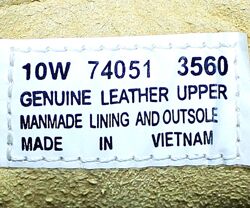 10W 74051 3560
GENUINE LEATHER UPPER
MANMADE LINING AND OUTSOLE
MADE IN VIETNAM